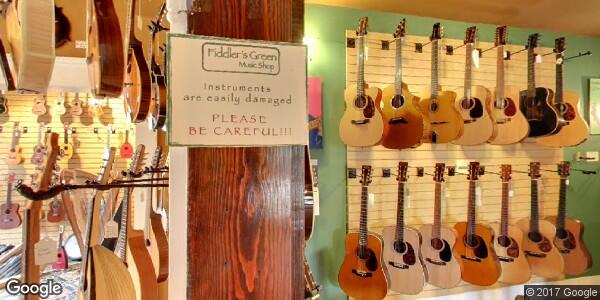 Fiddler's Green
Music Shop
Instruments
are easily damaged
PLEASE
BE CAREFUL!!!
Google
© 2017 Google